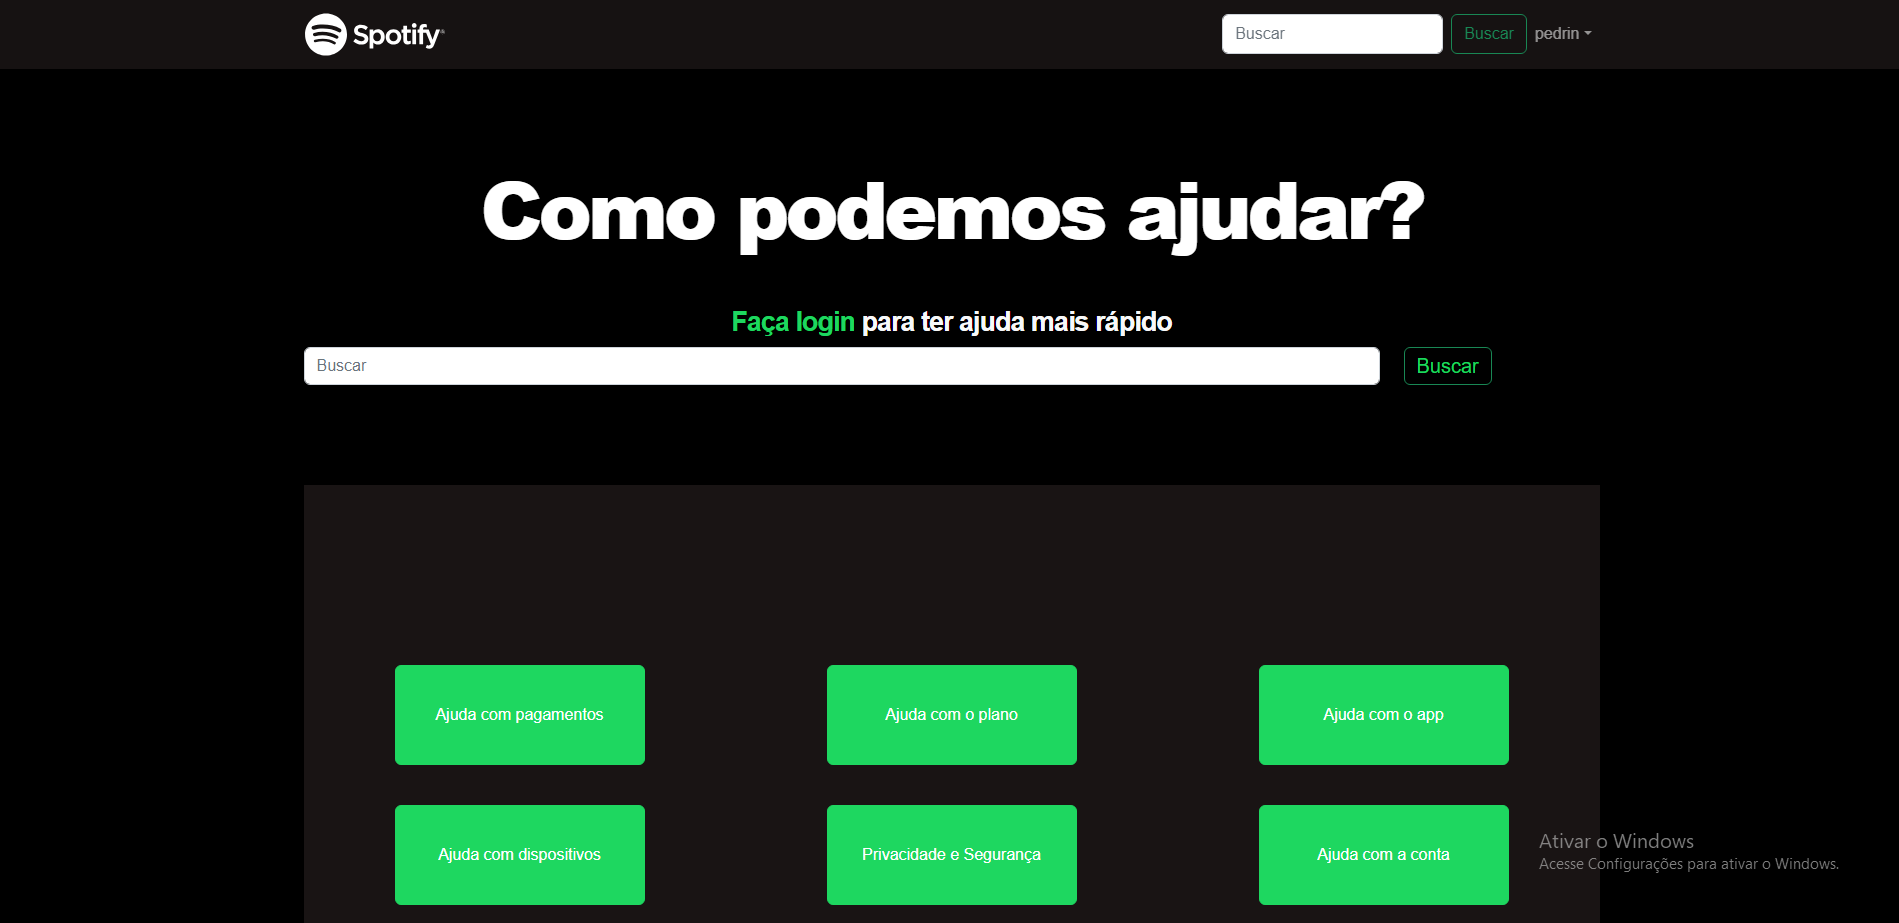 Spotify®
Buscar
Buscar
pedrin
Como podemos ajudar?
Faça login para ter ajuda mais rápido
Buscar
Buscar
Ajuda com pagamentos
Ajuda com o plano
Ajuda com o app
Ajuda com dispositivos
Privacidade e Segurança
Ajuda com a conta
Ativar o Windows
Acesse Configurações para ativar o Windows.